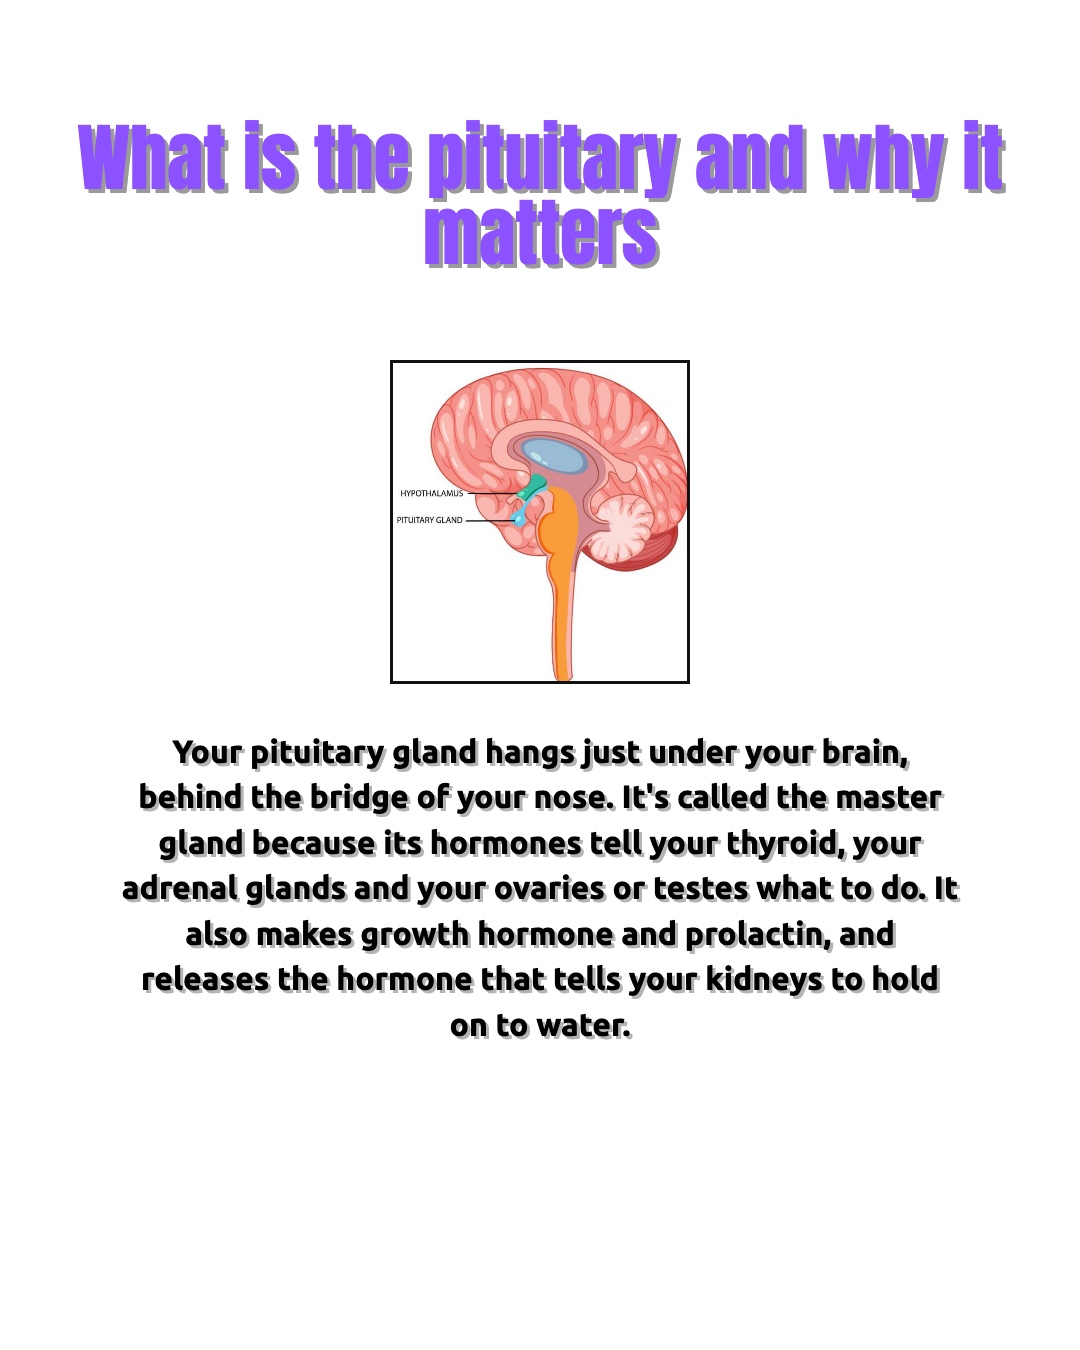 What is the pituitary and why it
matters
HYPOTHALAMUS
PITUITARY GLAND
Your pituitary gland hangs just under your brain,
behind the bridge of your nose. It's called the master
gland because its hormones tell your thyroid, your
adrenal glands and your ovaries or testes what to do. It
also makes growth hormone and prolactin, and
releases the hormone that tells your kidneys to hold
on to water.